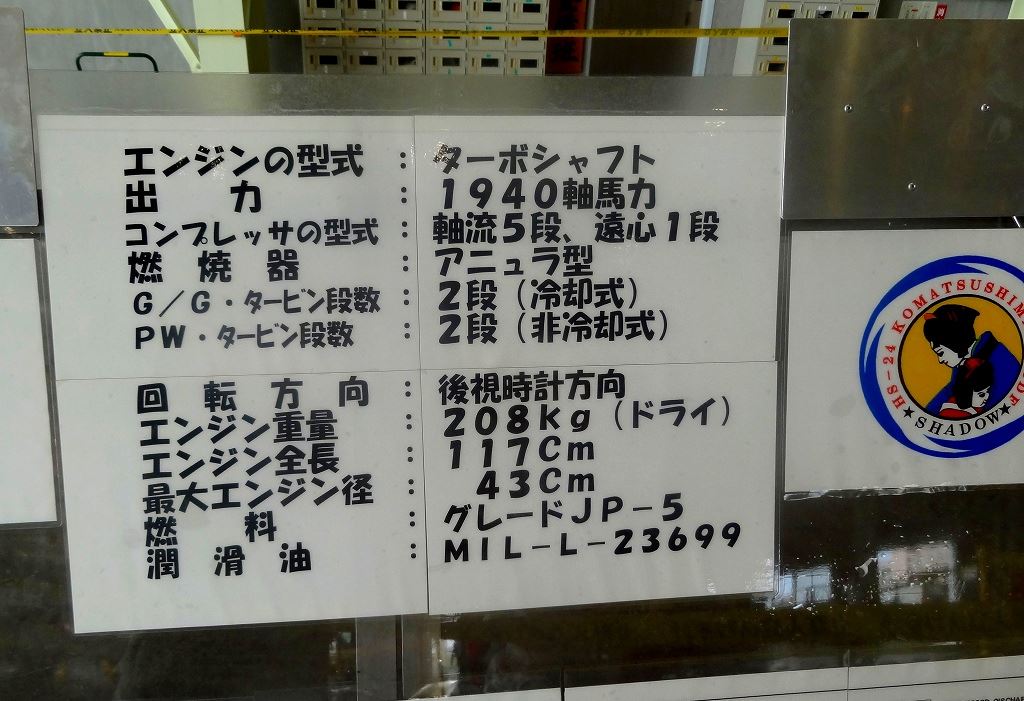 エンジンの型式 : ターボシャフト
出 力 : 1940軸馬力
コンプレッサの型式 : 軸流5段、遠心1段
燃 焼 器 : アニュラ型
G/G・タービン段数 : 2段(冷却式)
PW・タービン段数 : 2段(非冷却式)
回 転 方 向 : 後視時計方向
エンジン重量 : 208kg(ドライ)
エンジン全長 : 117Cm
最大エンジン径 : 43Cm
燃 料 : グレードJP-5
潤 滑 油 : MIL-L-23699
HS-24 KOMATSUSHIM
★SHADOW★